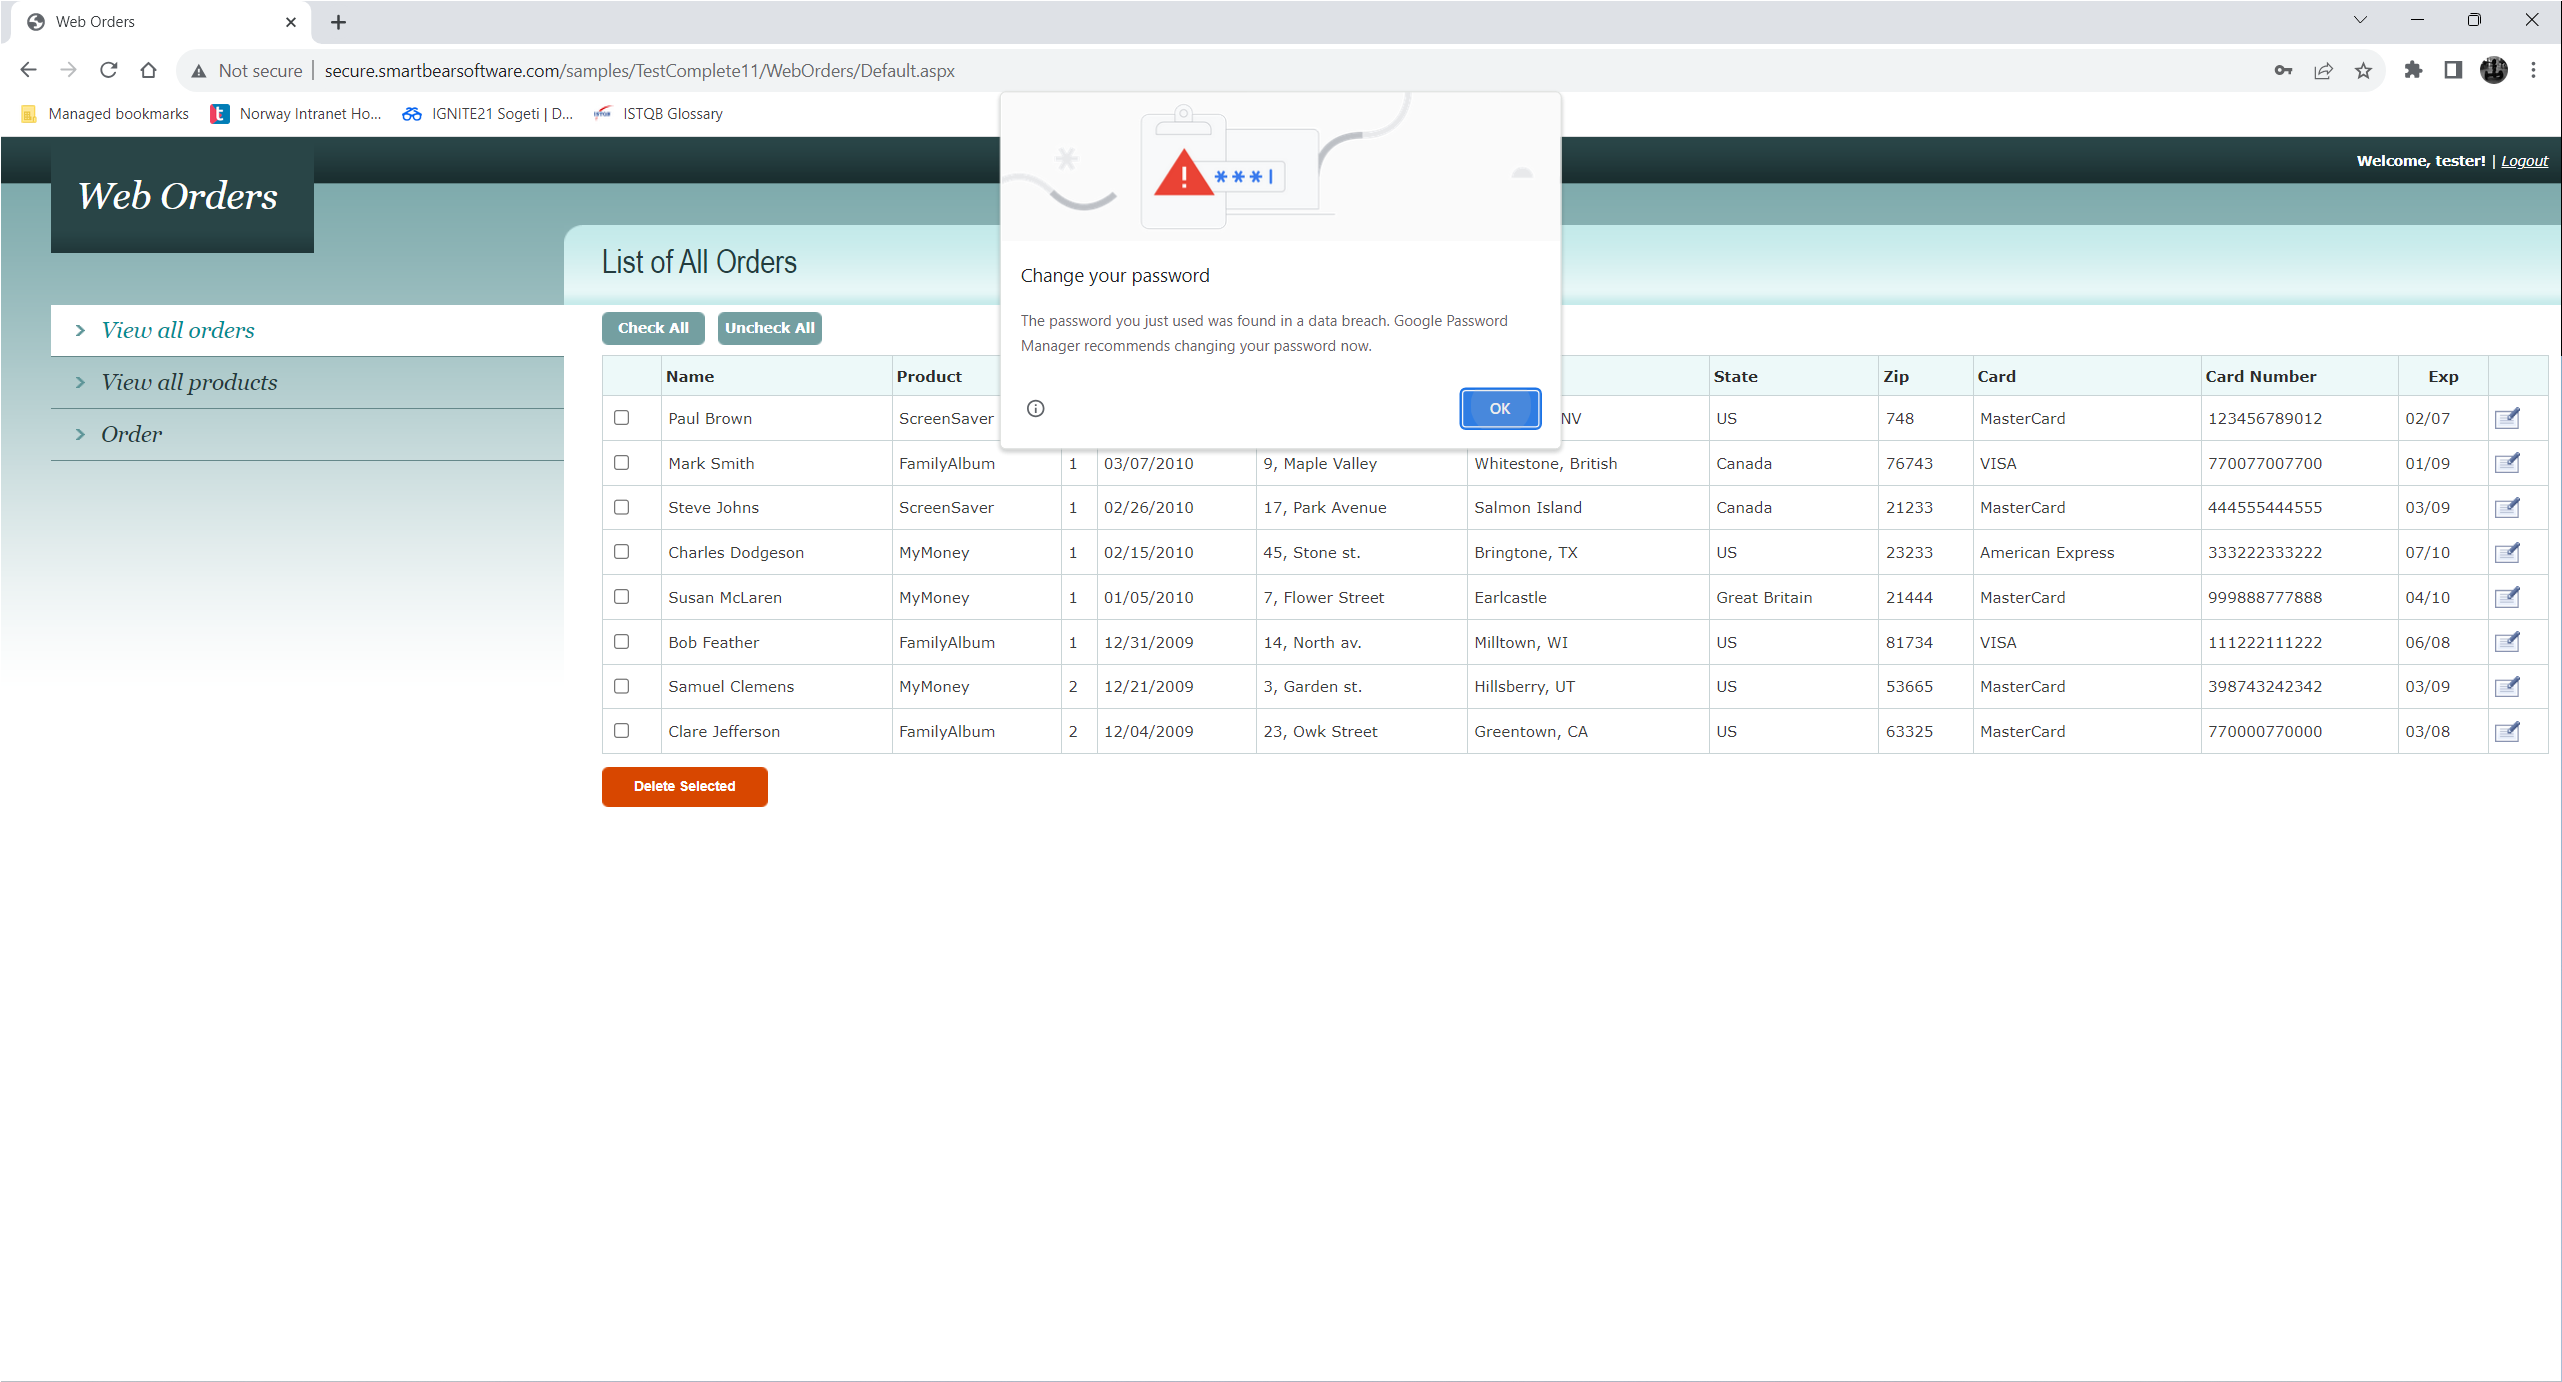 Web Orders
Not secure | secure.smartbearsoftware.com/samples/TestComplete11/WebOrders/Default.aspx
Managed bookmarks Norway Intranet Ho... IGNITE21 Sogeti | D... ISTQB Glossary
Welcome, tester! | Logout
Web Orders
View all orders
View all products
Order
List of All Orders
***|
Change your password
The password you just used was found in a data breach. Google Password
Manager recommends changing your password now.
OK
Check All Uncheck All
Name Product State Zip Card Card Number Exp
Paul Brown ScreenSaver NV US 748 MasterCard 123456789012 02/07
Mark Smith FamilyAlbum 1 03/07/2010 9, Maple Valley Whitestone, British Canada 76743 VISA 770077007700 01/09
Steve Johns ScreenSaver 1 02/26/2010 17, Park Avenue Salmon Island Canada 21233 MasterCard 444555444555 03/09
Charles Dodgeson MyMoney 1 02/15/2010 45, Stone st. Bringtone, TX US 23233 American Express 333222333222 07/10
Susan McLaren MyMoney 1 01/05/2010 7, Flower Street Earlcastle Great Britain 21444 MasterCard 999888777888 04/10
Bob Feather FamilyAlbum 1 12/31/2009 14, North av. Milltown, WI US 81734 VISA 111222111222 06/08
Samuel Clemens MyMoney 2 12/21/2009 3, Garden st. Hillsberry, UT US 53665 MasterCard 398743242342 03/09
Clare Jefferson FamilyAlbum 2 12/04/2009 23, Owk Street Greentown, CA US 63325 MasterCard 770000770000 03/08
Delete Selected